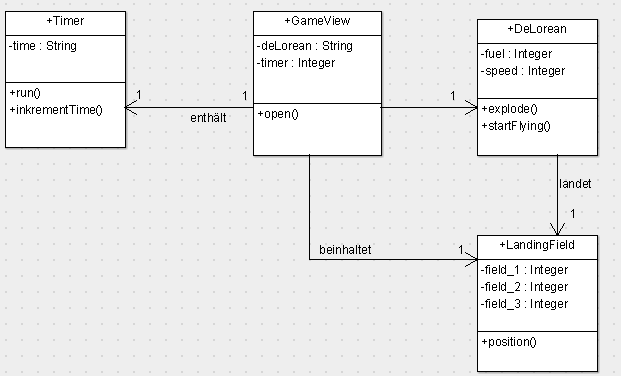 +Timer
-time : String
+run()
+inkrementTime()
1
enthält
1
+GameView
-deLorean : String
-timer : Integer
+open()
1
+DeLorean
-fuel : Integer
-speed : Integer
+explode()
+startFlying()
landet
1
beinhaltet
1
+LandingField
-field_1 : Integer
-field_2 : Integer
-field_3 : Integer
+position()